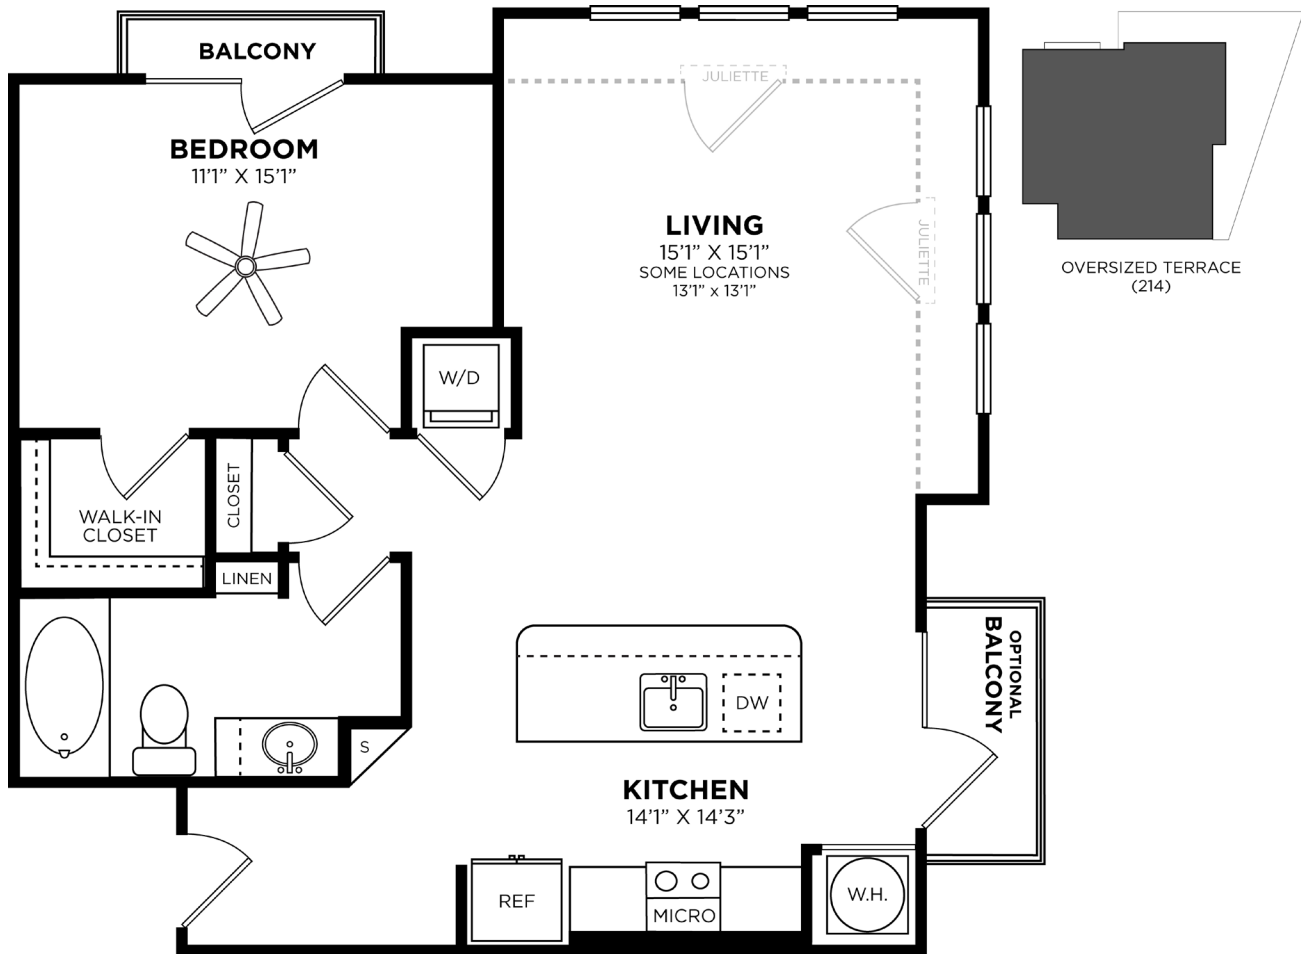 BALCONY
JULIETTE
BEDROOM
11'1” X 15'1”
LIVING
15'1” X 15'1”
SOME LOCATIONS
13'1” x 13'1”
JULIETTE
OVERSIZED TERRACE
(214)
W/D
CLOSET
WALK-IN
CLOSET
LINEN
OPTIONAL
BALCONY
DW
S
KITCHEN
14'1” X 14'3”
REF
MICRO
W.H.